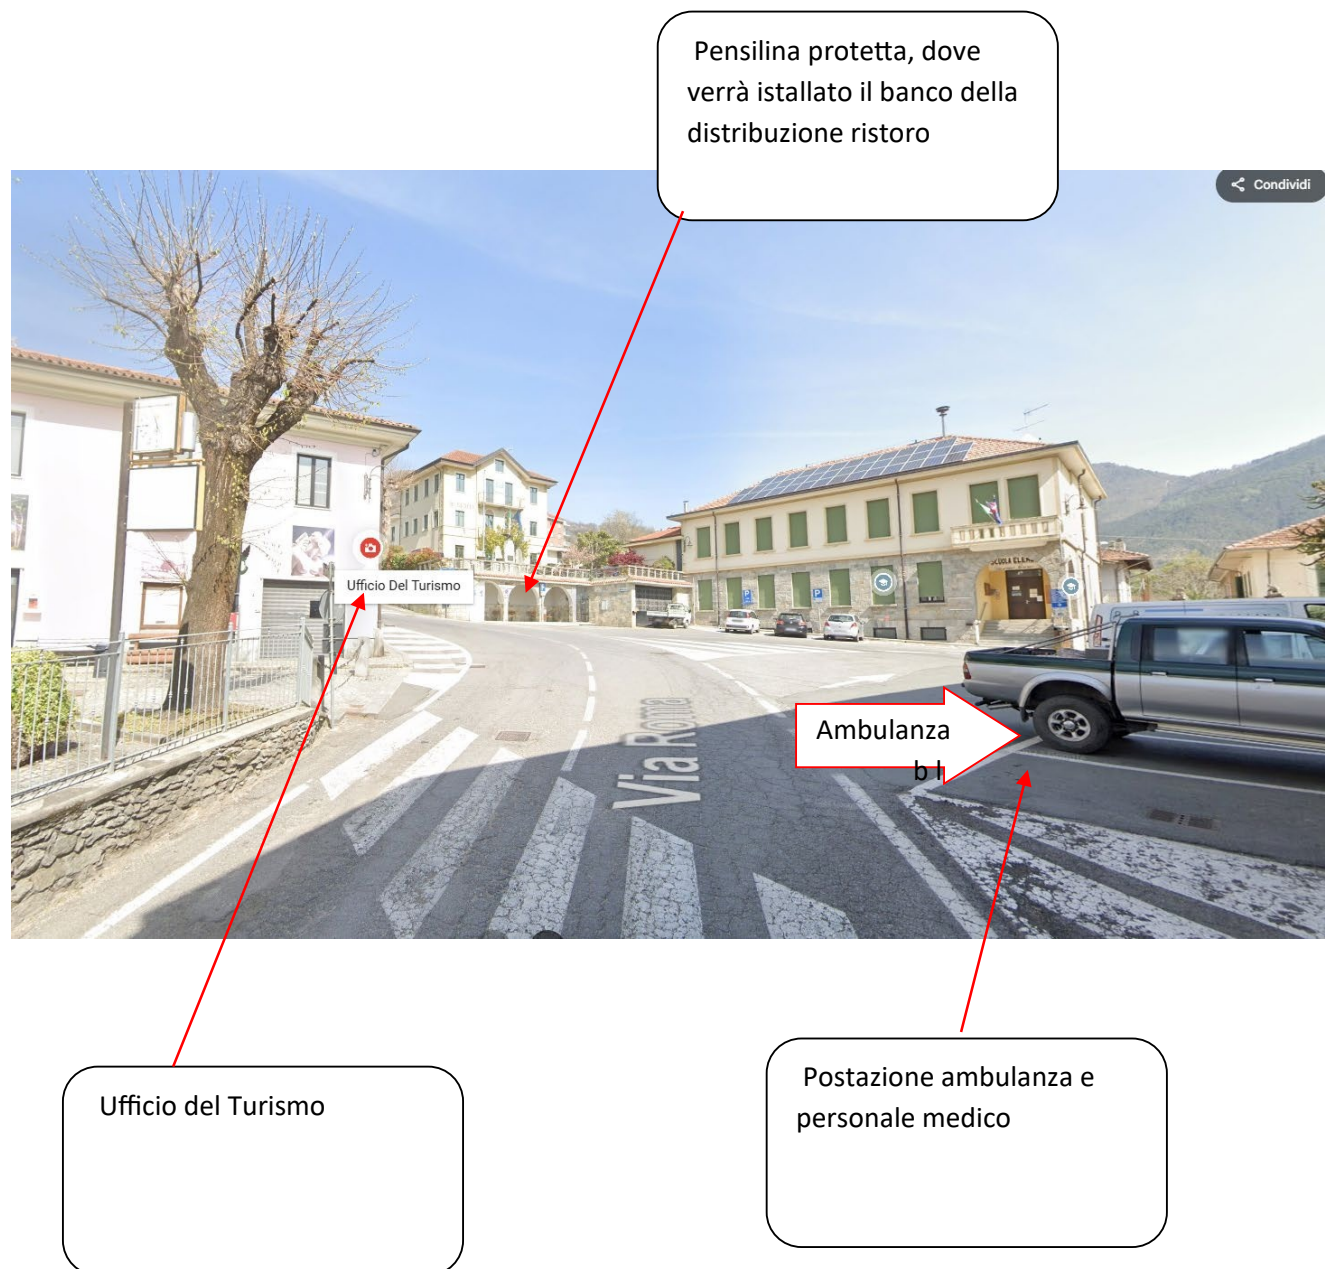 Pensilina protetta, dove
verrà istallato il banco della
distribuzione ristoro
Condividi
Ufficio Del Turismo
SCUOLA ELEM
P
P
Via Roma
Ambulanza
b l
Ufficio del Turismo
Postazione ambulanza e
personale medico